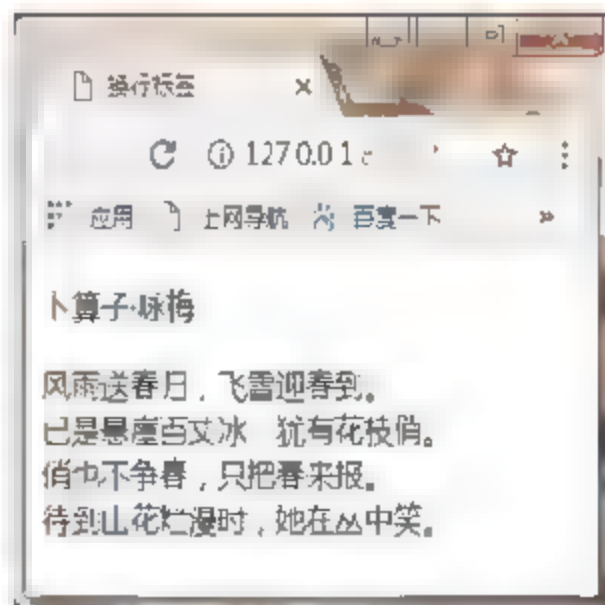 换行标签
127.0.0.1
应用 上网导航 百度一下 »
卜算子·咏梅
风雨送春归，飞雪迎春到。
已是悬崖百丈冰 犹有花枝俏。
俏也不争春，只把春来报。
待到山花烂漫时，她在丛中笑。